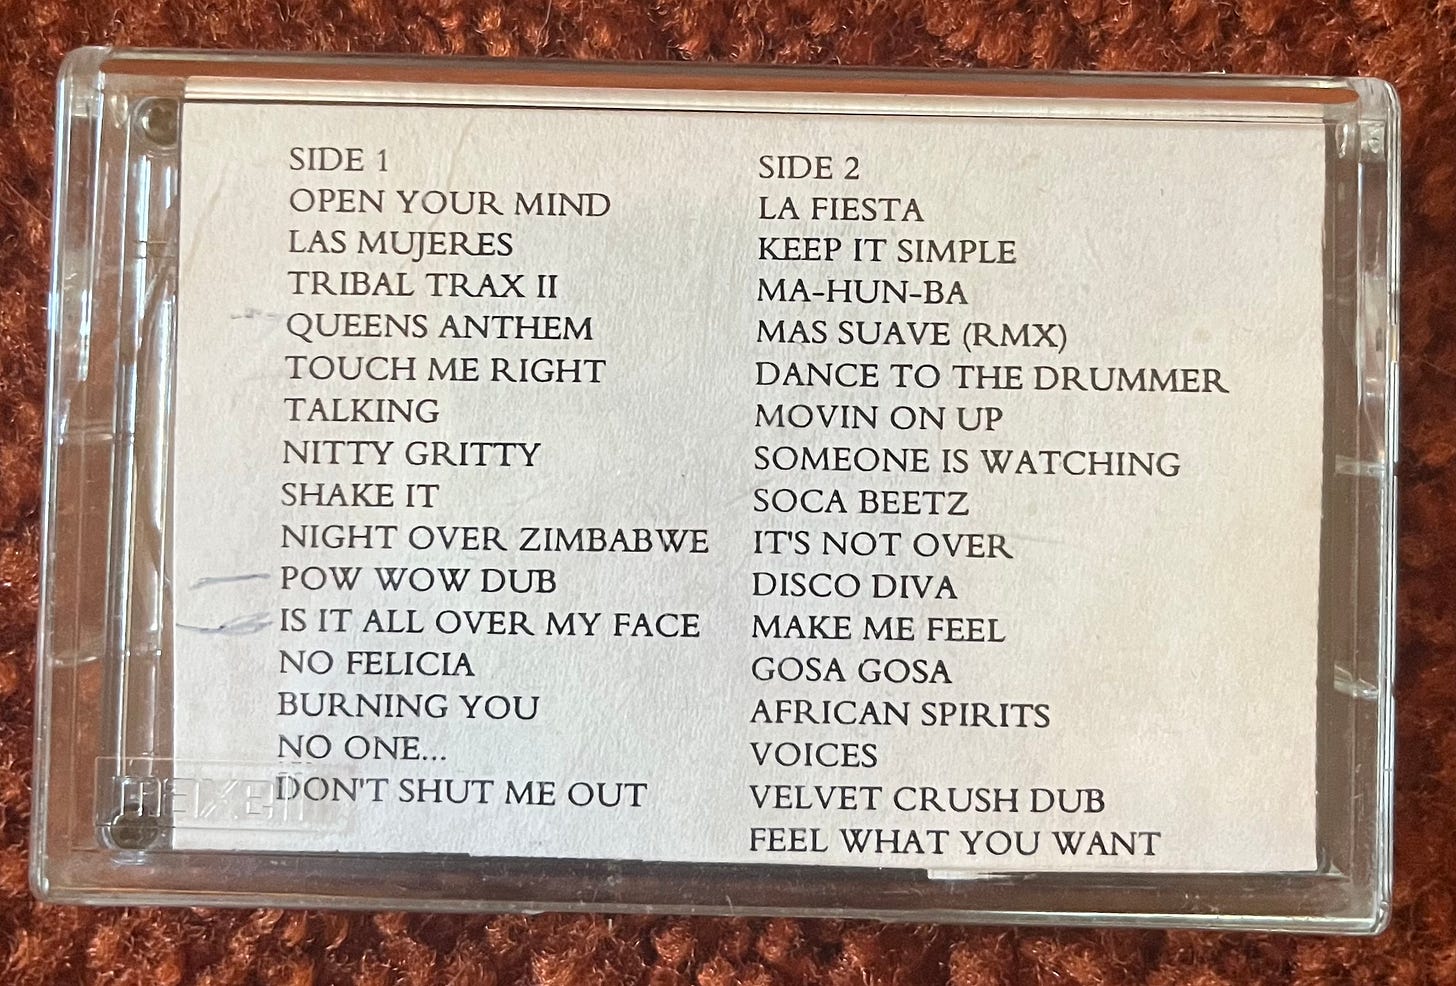 SIDE 1
OPEN YOUR MIND
LAS MUJERES
TRIBAL TRAX II
QUEENS ANTHEM
TOUCH ME RIGHT
TALKING
NITTY GRITTY
SHAKE IT
NIGHT OVER ZIMBABWE
POW WOW DUB
IS IT ALL OVER MY FACE
NO FELICIA
BURNING YOU
NO ONE...
DON'T SHUT ME OUT
SIDE 2
LA FIESTA
KEEP IT SIMPLE
MA-HUN-BA
MAS SUAVE (RMX)
DANCE TO THE DRUMMER
MOVIN ON UP
SOMEONE IS WATCHING
SOCA BEETZ
IT'S NOT OVER
DISCO DIVA
MAKE ME FEEL
GOSA GOSA
AFRICAN SPIRITS
VOICES
VELVET CRUSH DUB
FEEL WHAT YOU WANT
maxell